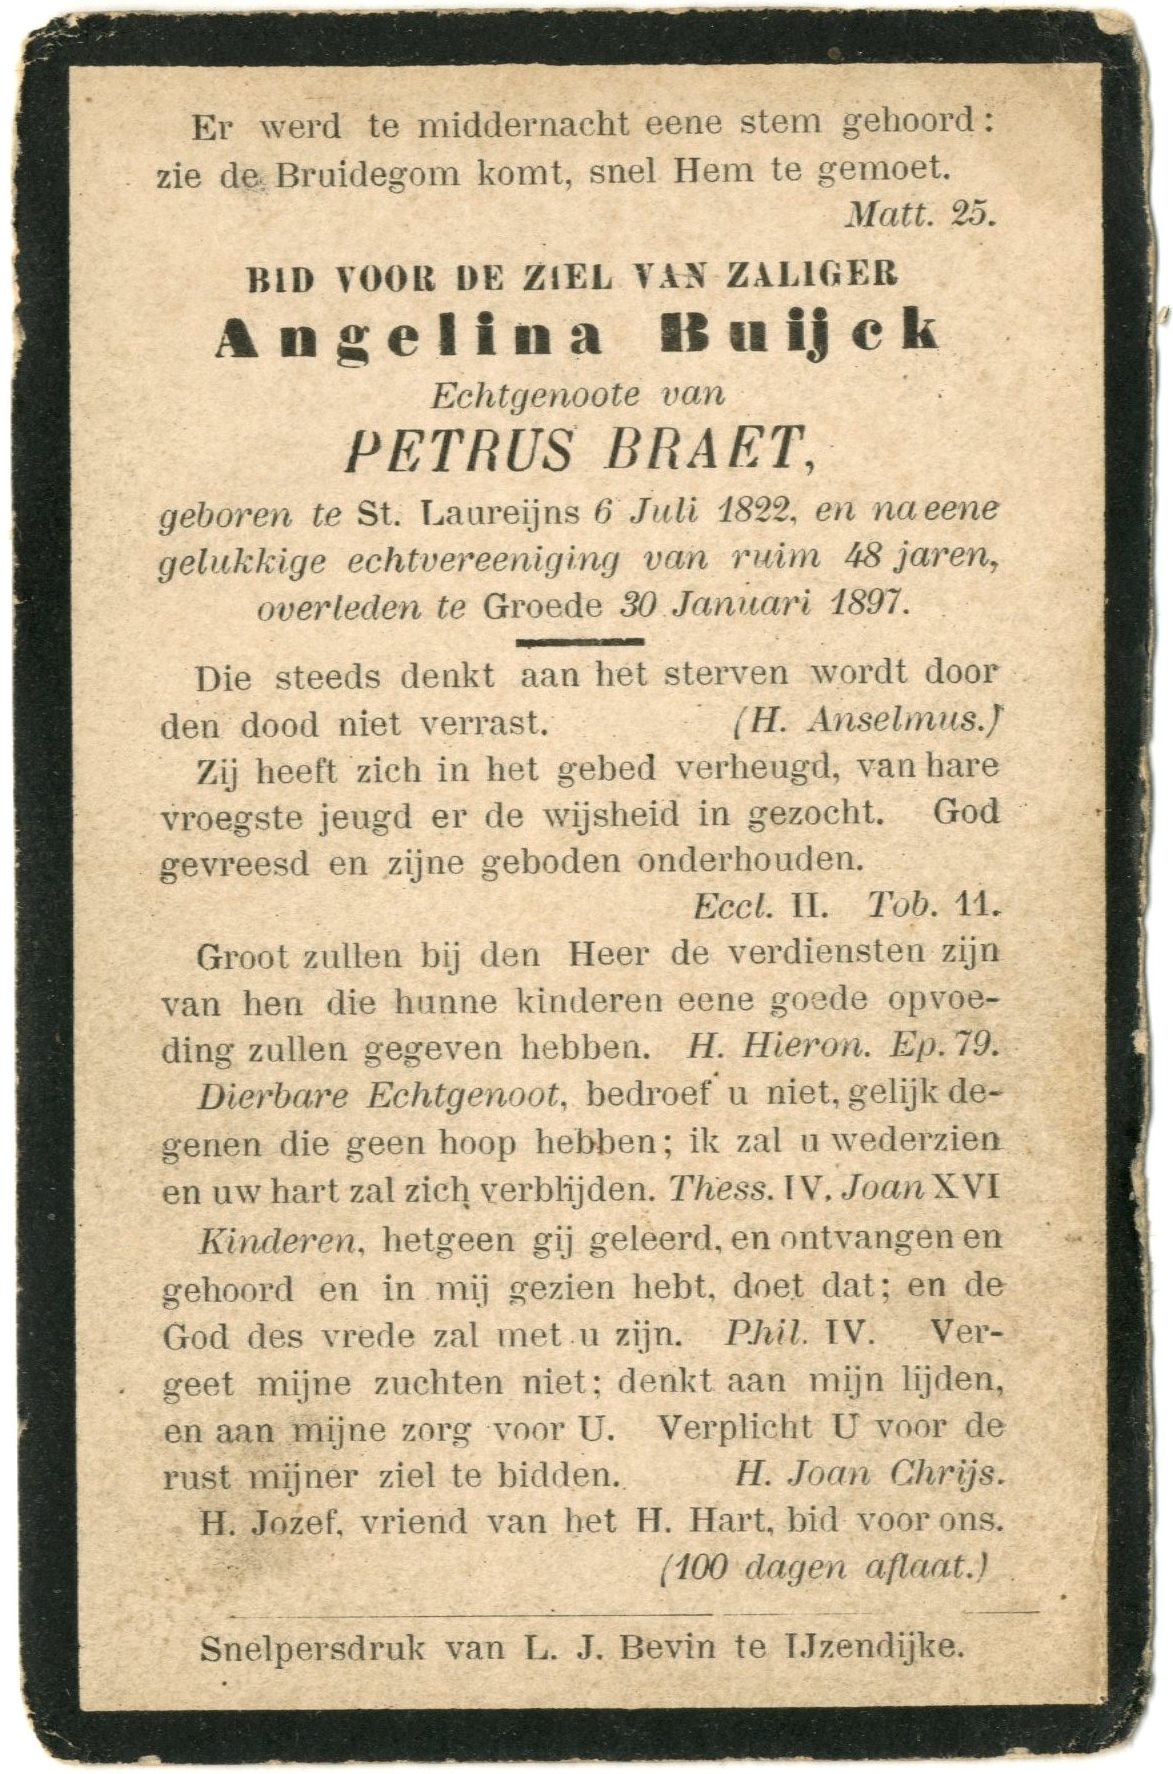 Er werd te middernacht eene stem gehoord:
zie de Bruidegom komt, snel Hem te gemoet.
Matt. 25.
BID VOOR DE ZIEL VAN ZALIGER
Angelina Buijck
Echtgenoote van
PETRUS BRAET,
geboren te St. Laureijns 6 Juli 1822, en na eene
gelukkige echtvereeniging van ruim 48 jaren,
overleden te Groede 30 Januari 1897.
Die steeds denkt aan het sterven wordt door
den dood niet verrast. (H. Anselmus.)
Zij heeft zich in het gebed verheugd, van hare
vroegste jeugd er de wijsheid in gezocht. God
gevreesd en zijne geboden onderhouden.
Eccl. II. Tob. 11.
Groot zullen bij den Heer de verdiensten zijn
van hen die hunne kinderen eene goede opvoe-
ding zullen gegeven hebben. H. Hieron. Ep. 79.
Dierbare Echtgenoot, bedroef u niet, gelijk de-
genen die geen hoop hebben; ik zal u wederzien
en uw hart zal zich verblijden. Thess. IV. Joan XVI
Kinderen, hetgeen gij geleerd, en ontvangen en
gehoord en in mij gezien hebt, doet dat; en de
God des vrede zal met u zijn. Phil. IV. Ver-
geet mijne zuchten niet; denkt aan mijn lijden,
en aan mijne zorg voor U. Verplicht U voor de
rust mijner ziel te bidden. H. Joan Chrijs.
H. Jozef, vriend van het H. Hart, bid voor ons.
(100 dagen aflaat.)
Snelpersdruk van L. J. Bevin te IJzendijke.